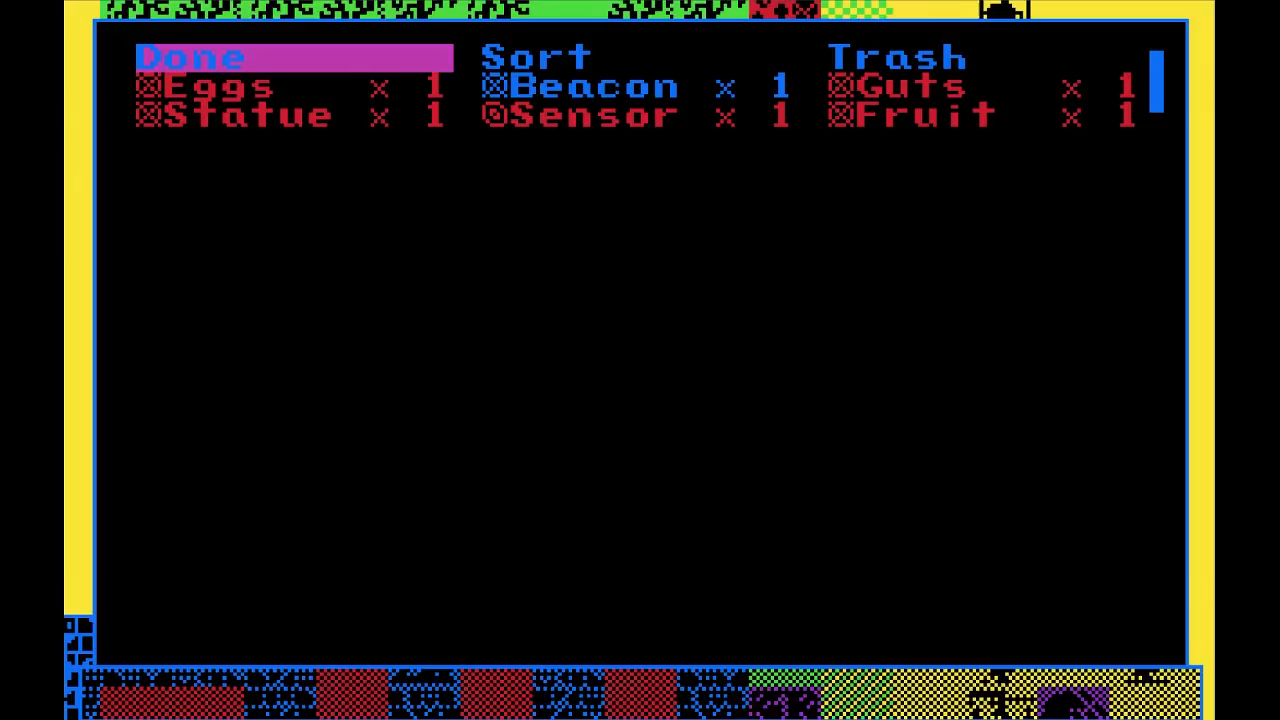 Done Sort Trash
Eggs x 1 Beacon x 1 Guts x 1
Statue x 1 Sensor x 1 Fruit x 1